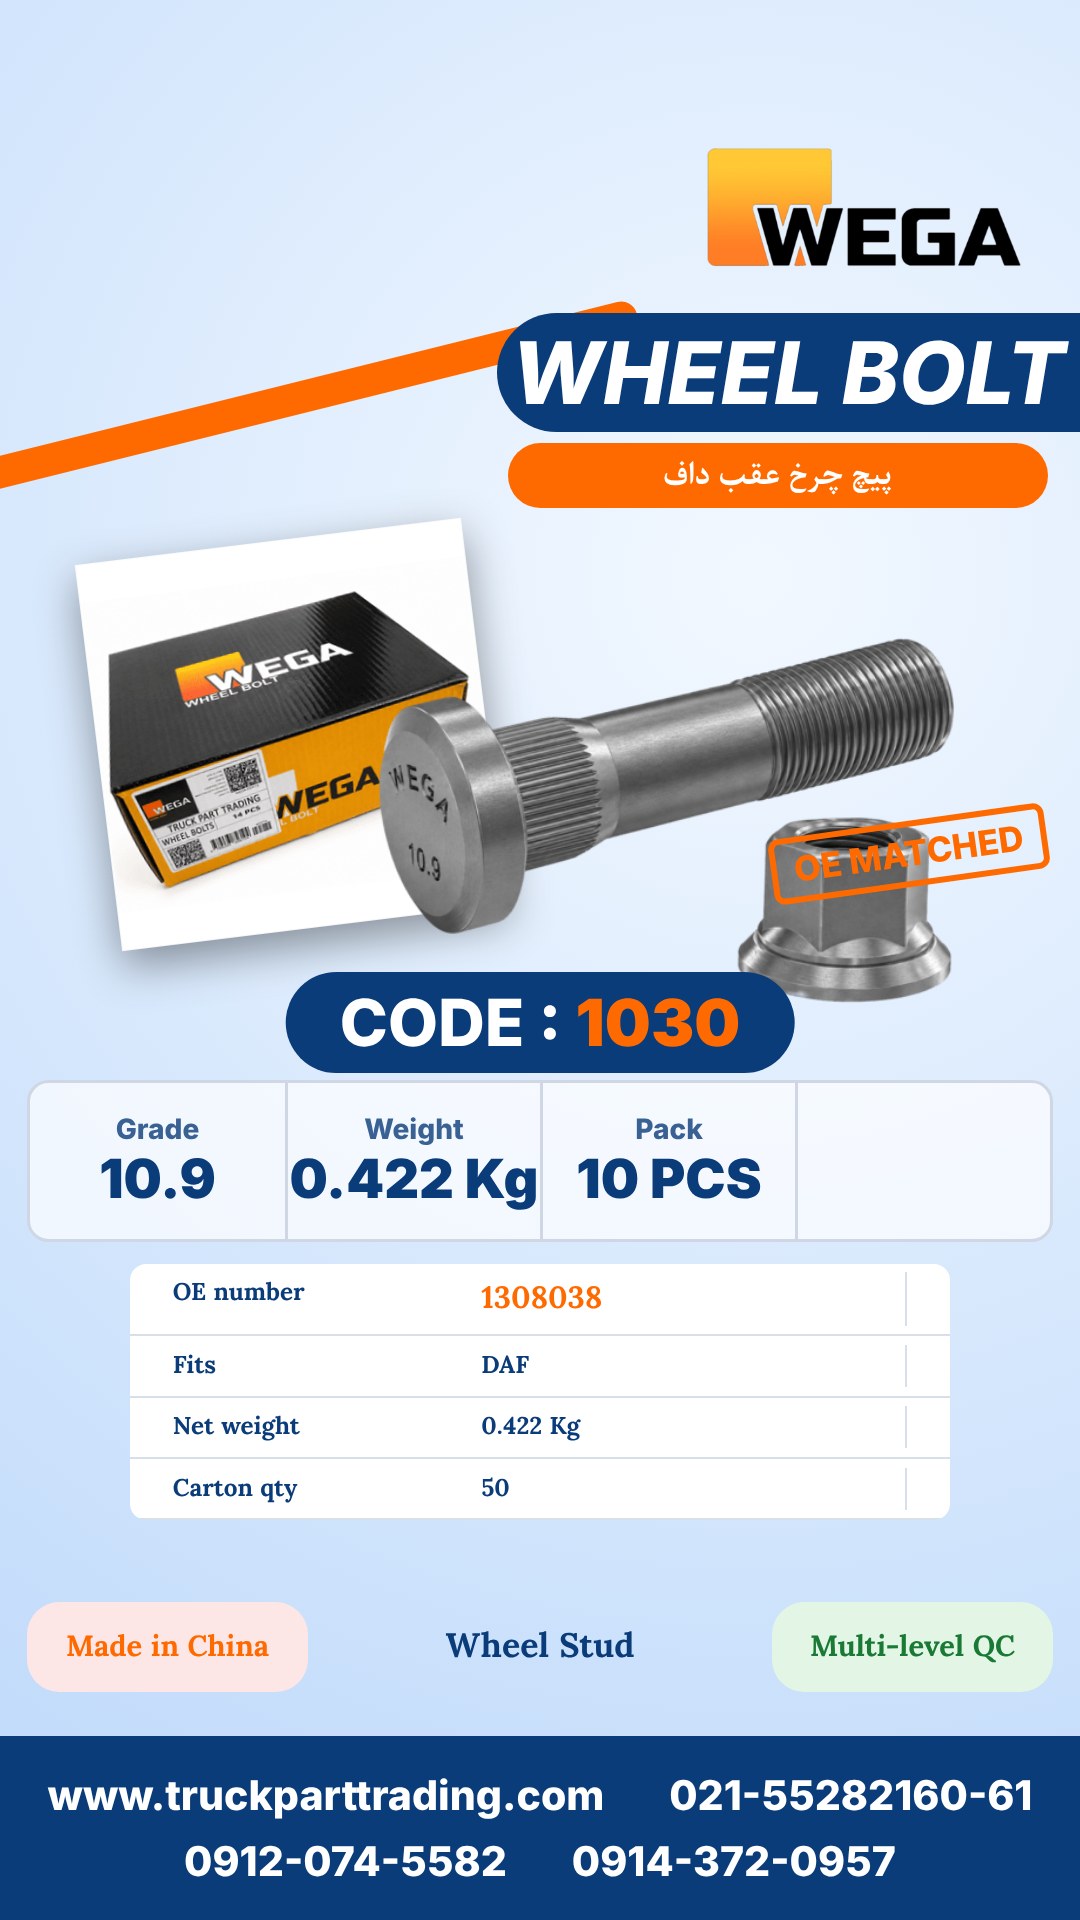 WEGA
WHEEL BOLT
پیچ چرخ عقب داف
WEGA
WHEEL BOLT
WEGA
WEGA
TRUCK PART TRADING
WHEEL BOLTS 14 PCS
WEGA
10.9
OE MATCHED
CODE : 1030
Grade
10.9
Weight
0.422 Kg
Pack
10 PCS
OE number 1308038
Fits DAF
Net weight 0.422 Kg
Carton qty 50
Made in China
Wheel Stud
Multi-level QC
www.truckparttrading.com 021-55282160-61
0912-074-5582 0914-372-0957